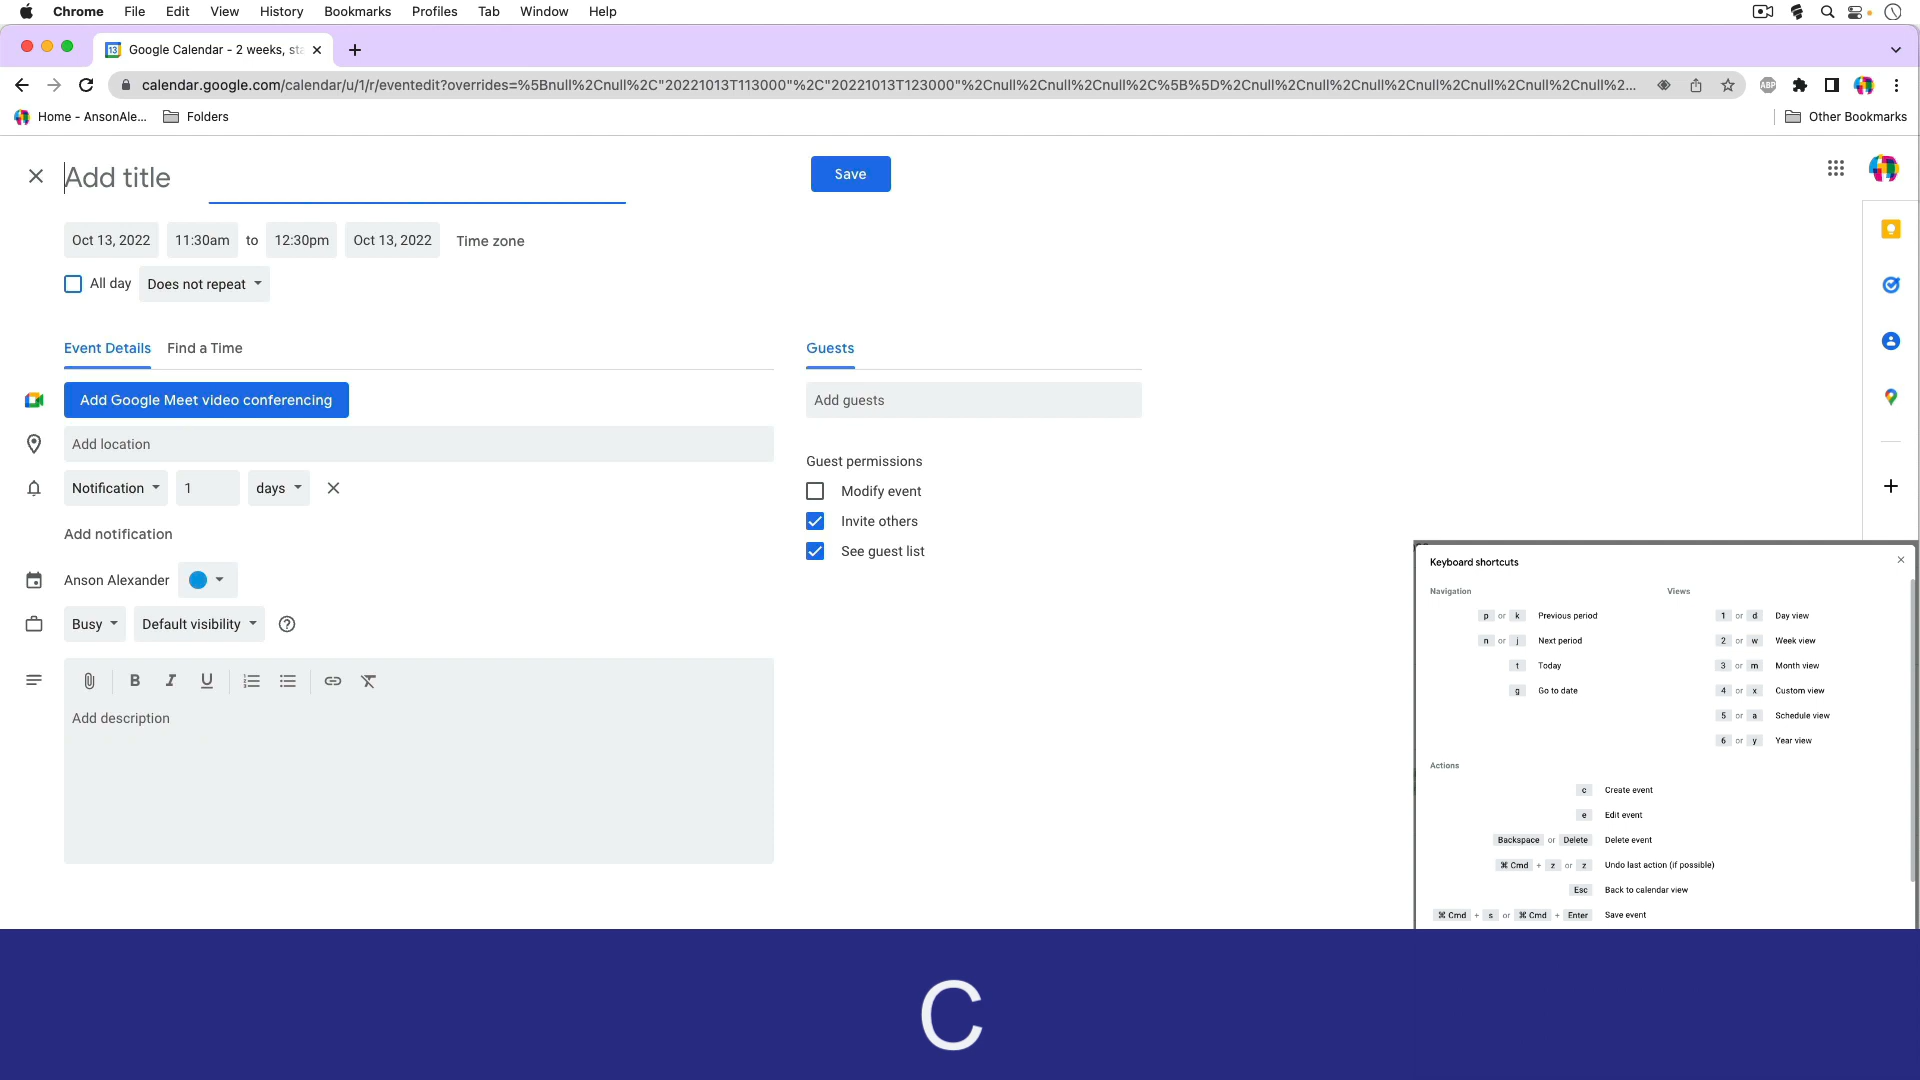 Chrome File Edit View History Bookmarks Profiles Tab Window Help
Google Calendar - 2 weeks, sta
calendar.google.com/calendar/u/1/r/eventedit?overrides=%5Bnull%2Cnull%2C"20221013T113000"%2C"20221013T123000"%2Cnull%2Cnull%2Cnull%2C%5B%5D%2Cnull%2Cnull%2Cnull%2Cnull%2Cnull%2Cnull%2Cnull%2Cnull%2...
ABP
Home - AnsonAle... Folders Other Bookmarks
Add title Save
Oct 13, 2022 11:30am to 12:30pm Oct 13, 2022 Time zone
All day Does not repeat
Event Details Find a Time Guests
Add Google Meet video conferencing Add guests
Add location
Guest permissions
Notification 1 days Modify event
Invite others
Add notification
See guest list
Anson Alexander
Busy Default visibility
Add description
Keyboard shortcuts
Navigation Views
p or k Previous period 1 or d Day view
n or j Next period 2 or w Week view
t Today 3 or m Month view
g Go to date 4 or x Custom view
5 or a Schedule view
6 or y Year view
Actions
c Create event
e Edit event
Backspace or Delete Delete event
⌘ Cmd + z or z Undo last action (if possible)
Esc Back to calendar view
⌘ Cmd + s or ⌘ Cmd + Enter Save event
C